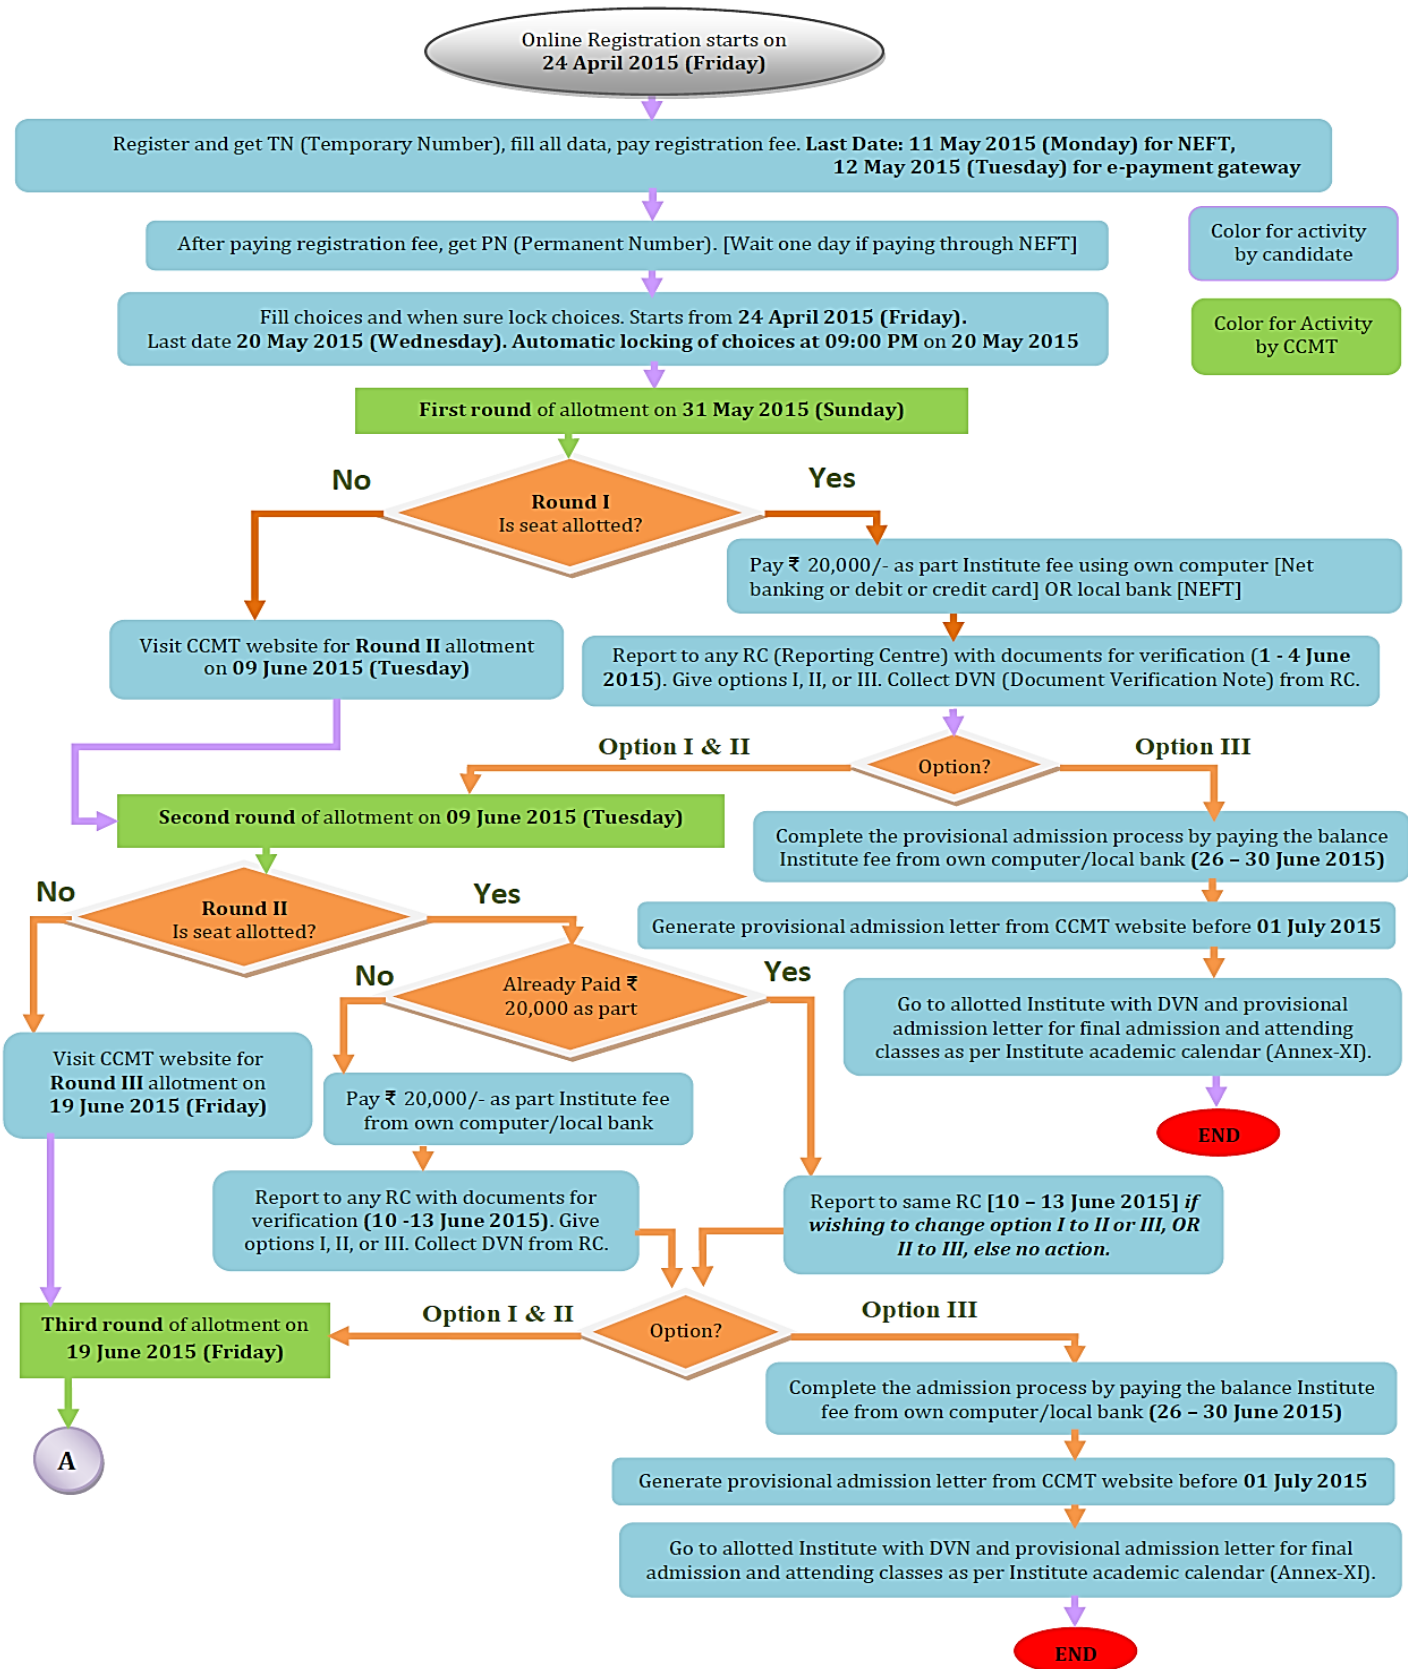 Online Registration starts on
24 April 2015 (Friday)
Register and get TN (Temporary Number), fill all data, pay registration fee. Last Date: 11 May 2015 (Monday) for NEFT,
12 May 2015 (Tuesday) for e-payment gateway
After paying registration fee, get PN (Permanent Number). [Wait one day if paying through NEFT]
Color for activity
by candidate
Fill choices and when sure lock choices. Starts from 24 April 2015 (Friday).
Last date 20 May 2015 (Wednesday). Automatic locking of choices at 09:00 PM on 20 May 2015
Color for Activity
by CCMT
First round of allotment on 31 May 2015 (Sunday)
No
Yes
Round I
Is seat allotted?
Pay ₹ 20,000/- as part Institute fee using own computer [Net
banking or debit or credit card] OR local bank [NEFT]
Visit CCMT website for Round II allotment
on 09 June 2015 (Tuesday)
Report to any RC (Reporting Centre) with documents for verification (1 - 4 June
2015). Give options I, II, or III. Collect DVN (Document Verification Note) from RC.
Option I & II
Option III
Option?
Second round of allotment on 09 June 2015 (Tuesday)
Complete the provisional admission process by paying the balance
Institute fee from own computer/local bank (26 – 30 June 2015)
No
Yes
Round II
Is seat allotted?
Generate provisional admission letter from CCMT website before 01 July 2015
No
Yes
Already Paid ₹
20,000 as part
Go to allotted Institute with DVN and provisional
admission letter for final admission and attending
classes as per Institute academic calendar (Annex-XI).
Visit CCMT website for
Round III allotment on
19 June 2015 (Friday)
Pay ₹ 20,000/- as part Institute fee
from own computer/local bank
END
Report to any RC with documents for
verification (10 -13 June 2015). Give
options I, II, or III. Collect DVN from RC.
Report to same RC [10 – 13 June 2015] if
wishing to change option I to II or III, OR
II to III, else no action.
Option I & II
Option III
Option?
Third round of allotment on
19 June 2015 (Friday)
Complete the admission process by paying the balance Institute
fee from own computer/local bank (26 – 30 June 2015)
A
Generate provisional admission letter from CCMT website before 01 July 2015
Go to allotted Institute with DVN and provisional admission letter for final
admission and attending classes as per Institute academic calendar (Annex-XI).
END